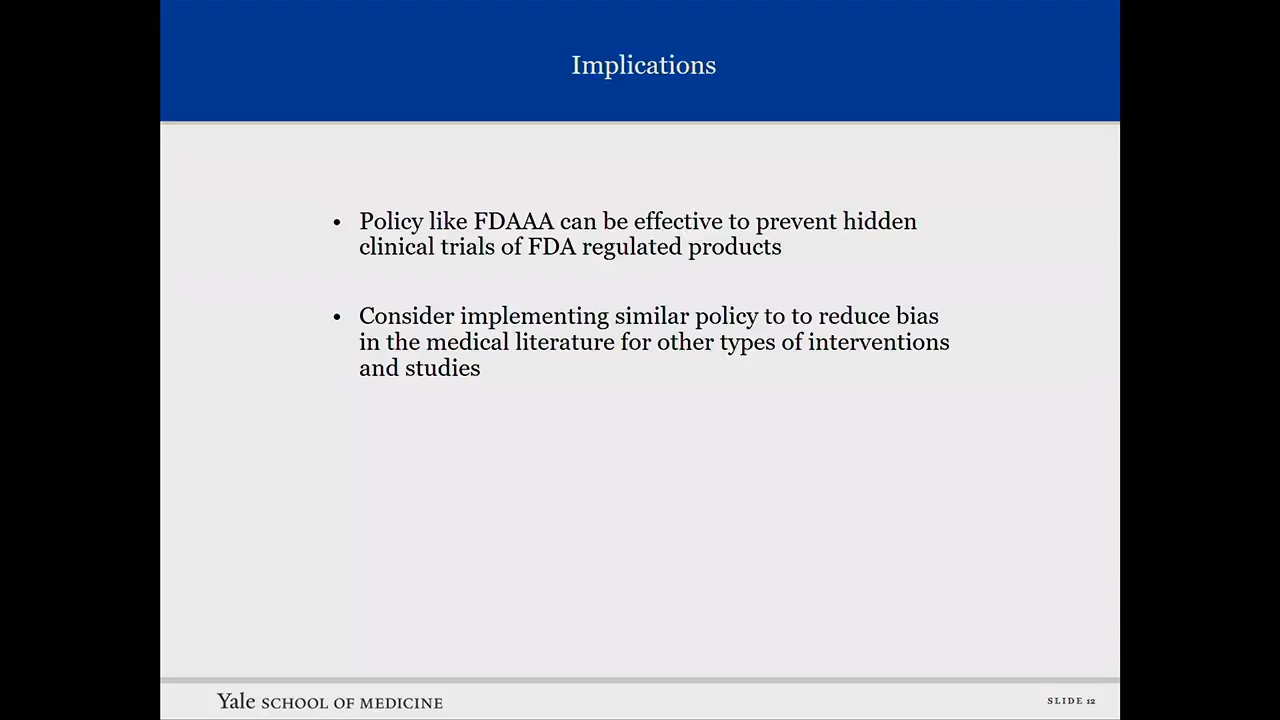 Implications
• Policy like FDAAA can be effective to prevent hidden
clinical trials of FDA regulated products
• Consider implementing similar policy to to reduce bias
in the medical literature for other types of interventions
and studies
Yale SCHOOL OF MEDICINE
SLIDE 12